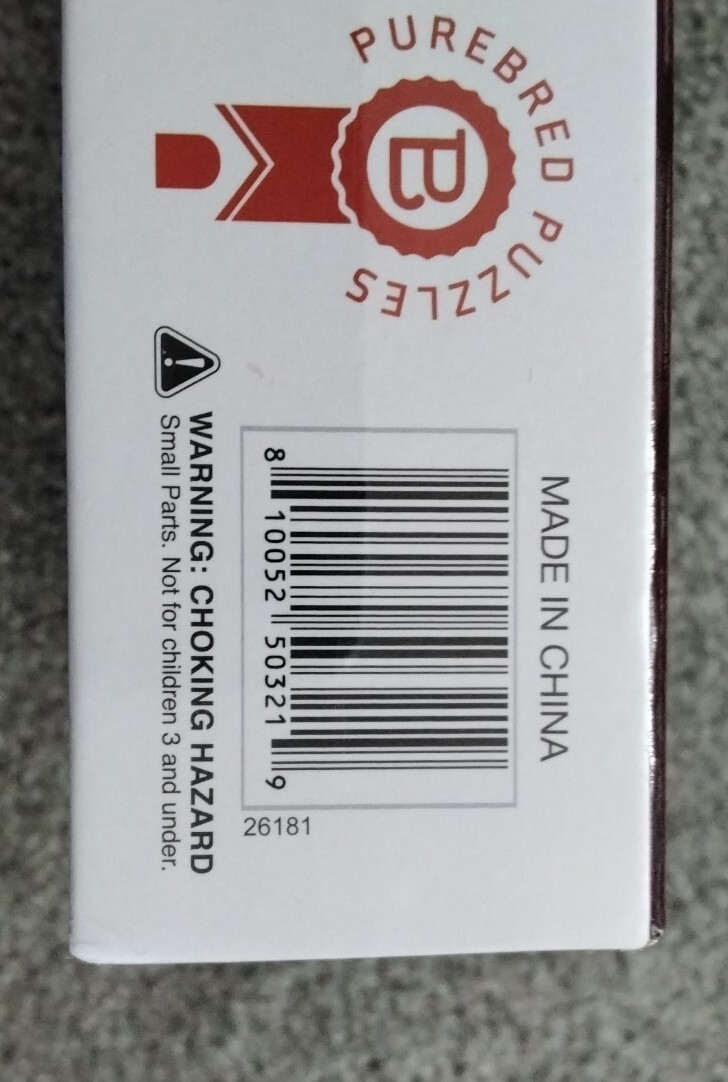 PUREBRED PUZZLES
B
MADE IN CHINA
8 10052 50321 9
26181
WARNING: CHOKING HAZARD
Small Parts. Not for children 3 and under.